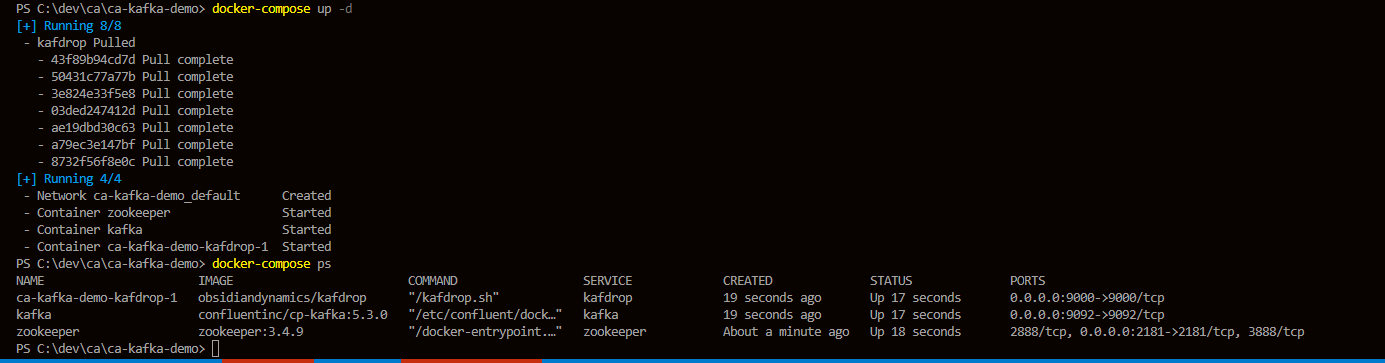 PS C:\dev\ca\ca-kafka-demo> docker-compose up -d
[+] Running 8/8
 - kafdrop Pulled
   - 43f89b94cd7d Pull complete
   - 50431c77a77b Pull complete
   - 3e824e33f5e8 Pull complete
   - 03ded247412d Pull complete
   - ae19dbd30c63 Pull complete
   - a79ec3e147bf Pull complete
   - 8732f56f8e0c Pull complete
[+] Running 4/4
 - Network ca-kafka-demo_default      Created
 - Container zookeeper                Started
 - Container kafka                    Started
 - Container ca-kafka-demo-kafdrop-1  Started
PS C:\dev\ca\ca-kafka-demo> docker-compose ps
NAME                      IMAGE                         COMMAND                  SERVICE             CREATED              STATUS              PORTS
ca-kafka-demo-kafdrop-1   obsidiandynamics/kafdrop      "/kafdrop.sh"            kafdrop             19 seconds ago       Up 17 seconds       0.0.0.0:9000->9000/tcp
kafka                     confluentinc/cp-kafka:5.3.0   "/etc/confluent/dock…"   kafka               19 seconds ago       Up 17 seconds       0.0.0.0:9092->9092/tcp
zookeeper                 zookeeper:3.4.9               "/docker-entrypoint.…"   zookeeper           About a minute ago   Up 18 seconds       2888/tcp, 0.0.0.0:2181->2181/tcp, 3888/tcp
PS C:\dev\ca\ca-kafka-demo>